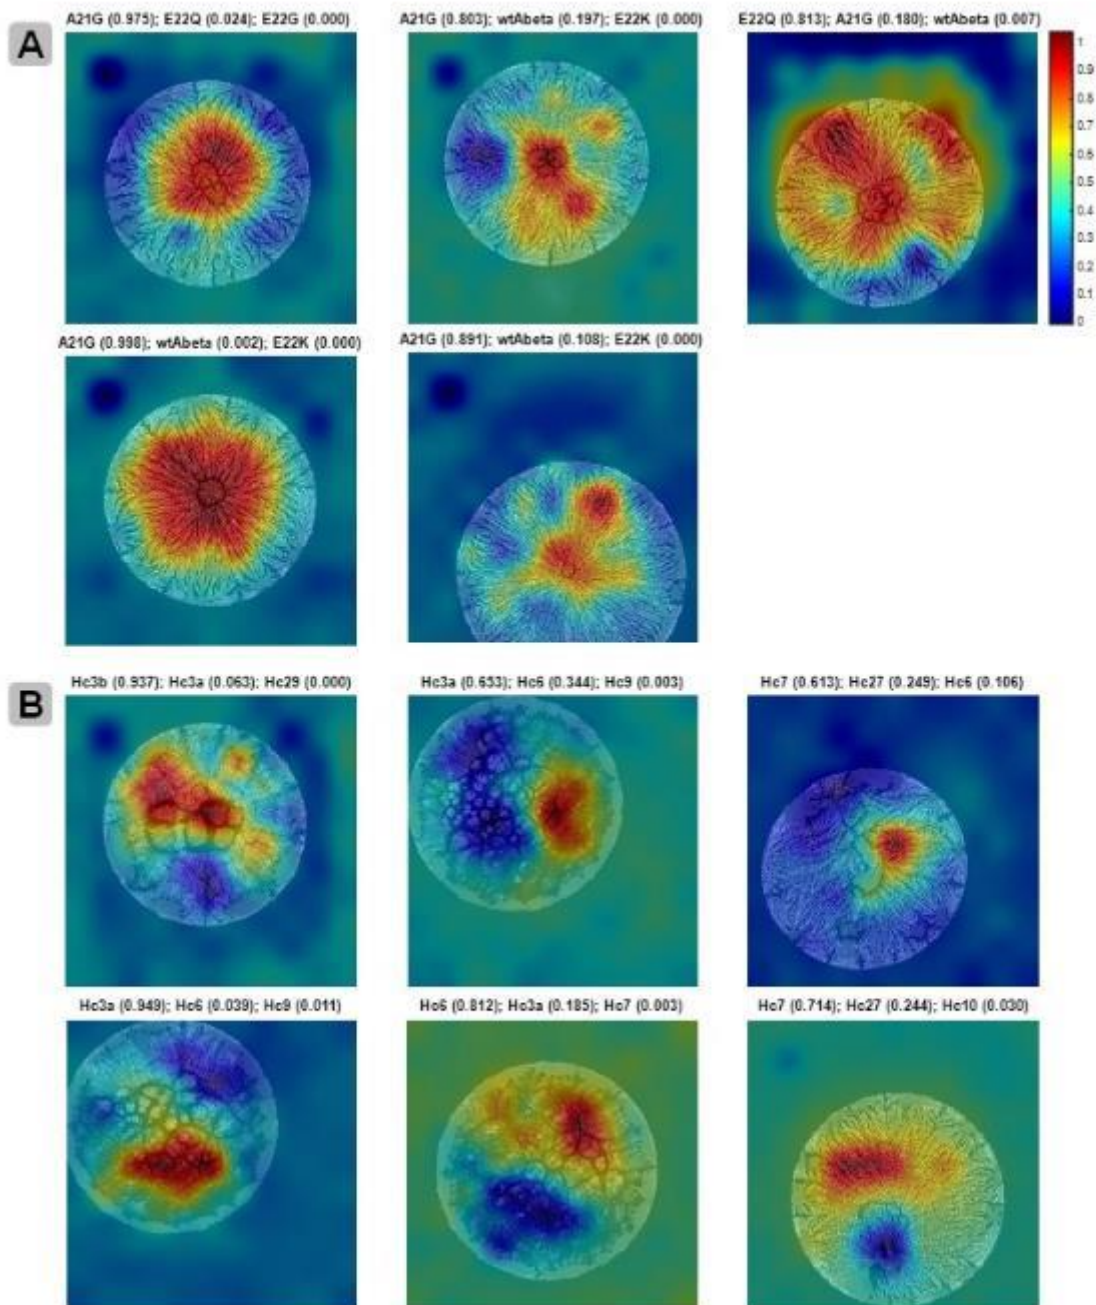 A
A21G (0.975); E22Q (0.024); E22G (0.000)
A21G (0.803); wtAbeta (0.197); E22K (0.000)
E22Q (0.813); A21G (0.180); wtAbeta (0.007)
1
0.9
0.8
0.7
0.6
0.5
0.4
0.3
0.2
0.1
0
A21G (0.998); wtAbeta (0.002); E22K (0.000)
A21G (0.891); wtAbeta (0.108); E22K (0.000)
B
Hc3b (0.937); Hc3a (0.063); Hc29 (0.000)
Hc3a (0.653); Hc6 (0.344); Hc9 (0.003)
Hc7 (0.613); Hc27 (0.249); Hc6 (0.106)
Hc3a (0.949); Hc6 (0.039); Hc9 (0.011)
Hc6 (0.812); Hc3a (0.185); Hc7 (0.003)
Hc7 (0.714); Hc27 (0.244); Hc10 (0.030)